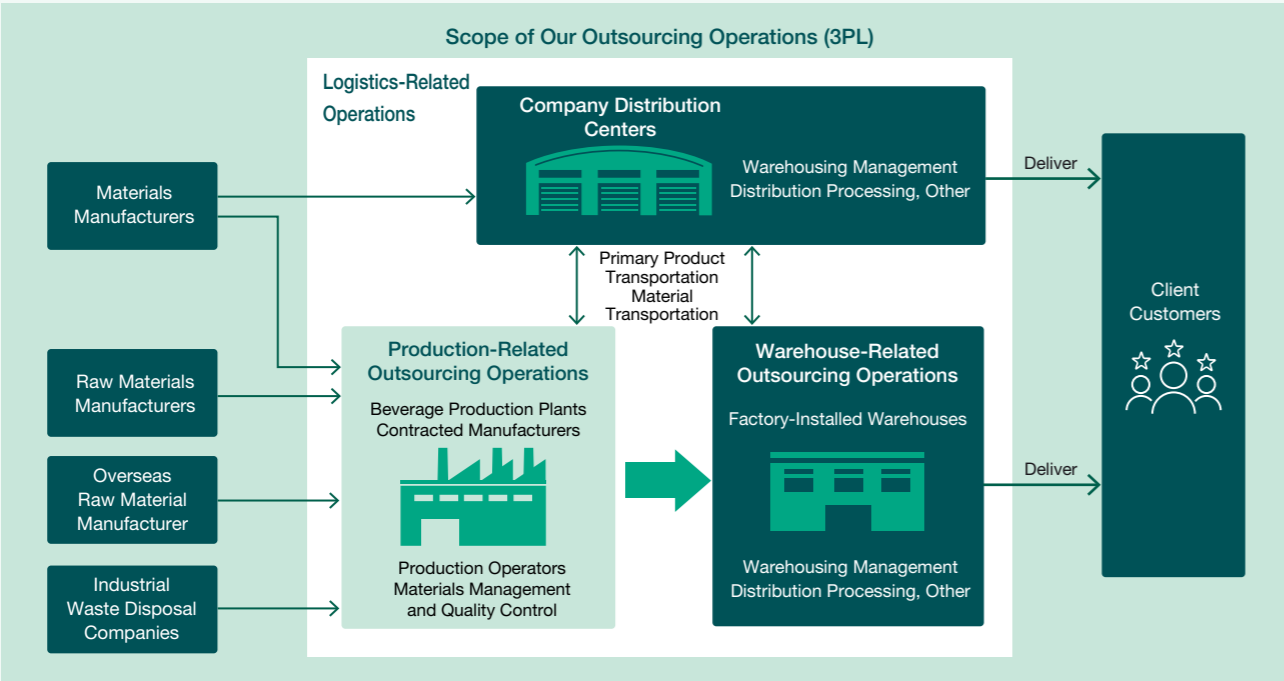 Scope of Our Outsourcing Operations (3PL)
Logistics-Related
Operations
Company Distribution
Centers
Warehousing Management
Distribution Processing, Other
Deliver
Materials
Manufacturers
Primary Product
Transportation
Material
Transportation
Client
Customers
Production-Related
Outsourcing Operations
Beverage Production Plants
Contracted Manufacturers
Production Operators
Materials Management
and Quality Control
Warehouse-Related
Outsourcing Operations
Factory-Installed Warehouses
Warehousing Management
Distribution Processing, Other
Deliver
Raw Materials
Manufacturers
Overseas
Raw Material
Manufacturer
Industrial
Waste Disposal
Companies